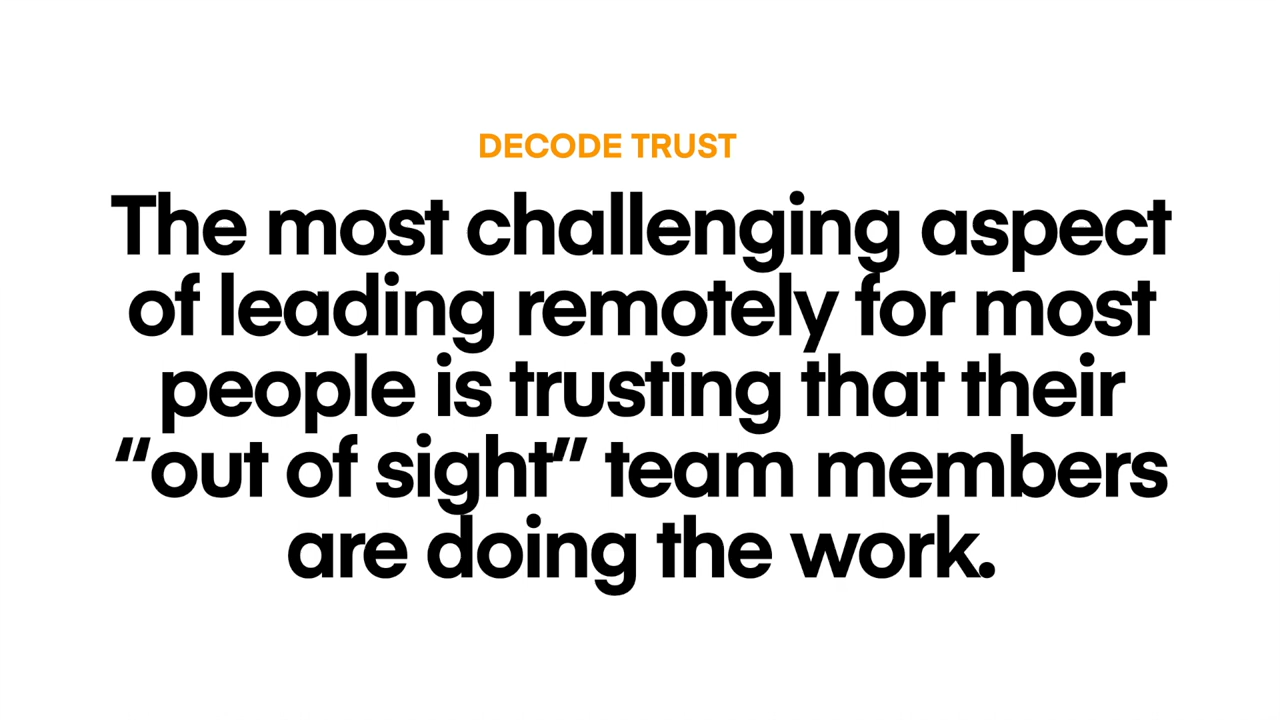 DECODE TRUST
The most challenging aspect
of leading remotely for most
people is trusting that their
“out of sight” team members
are doing the work.